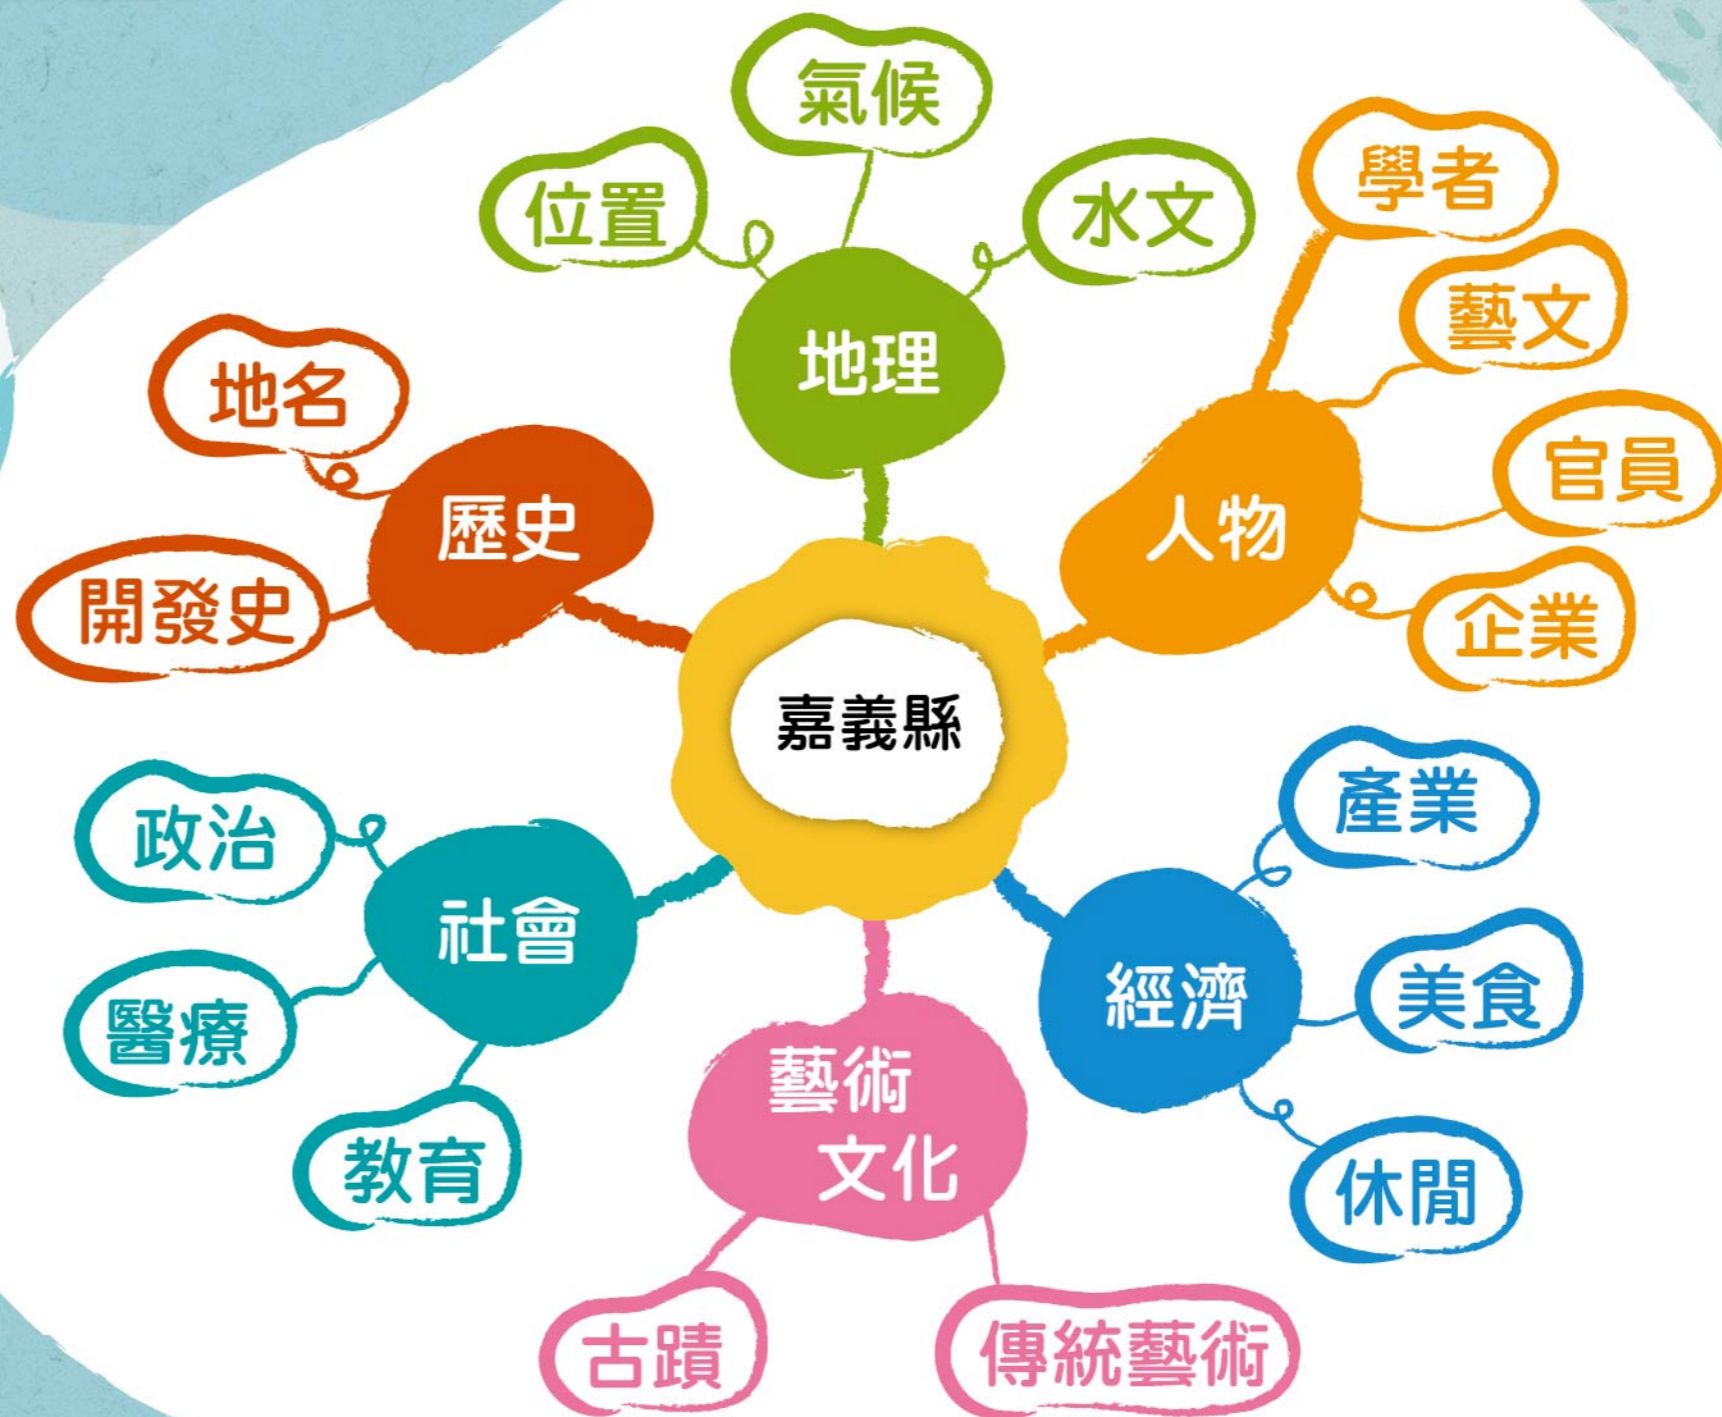 氣候
位置
水文
地理
學者
藝文
官員
企業
人物
地名
開發史
歷史
嘉義縣
政治
醫療
教育
社會
產業
美食
休閒
經濟
藝術
文化
古蹟
傳統藝術